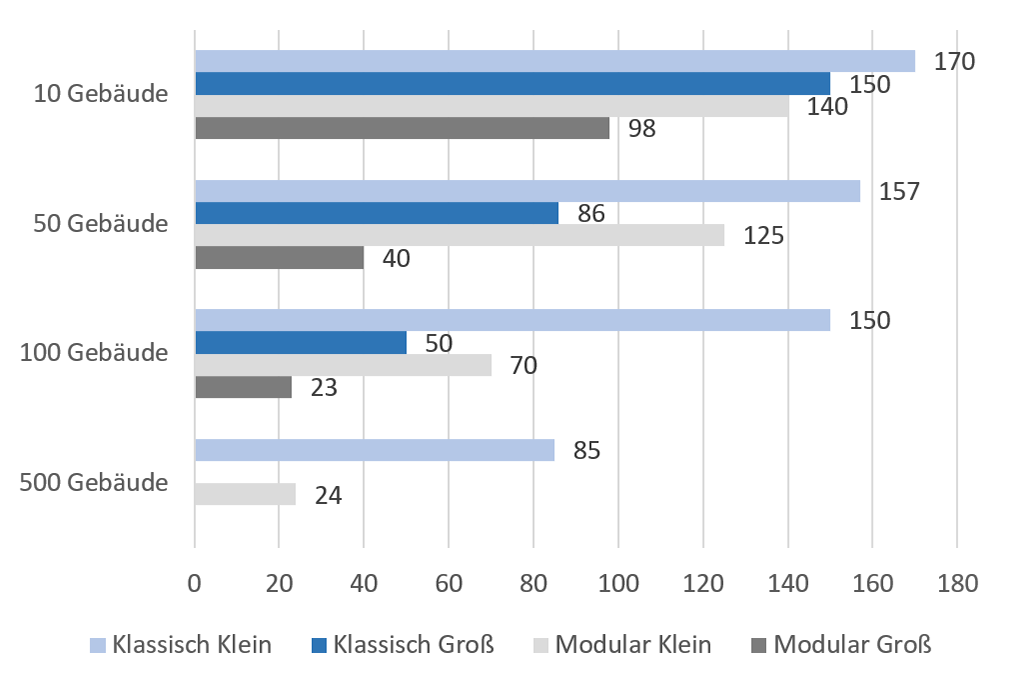 10 Gebäude
170
150
140
98
50 Gebäude
157
86
125
40
100 Gebäude
150
50
70
23
500 Gebäude
85
24
0 20 40 60 80 100 120 140 160 180
Klassisch Klein Klassisch Groß Modular Klein Modular Groß